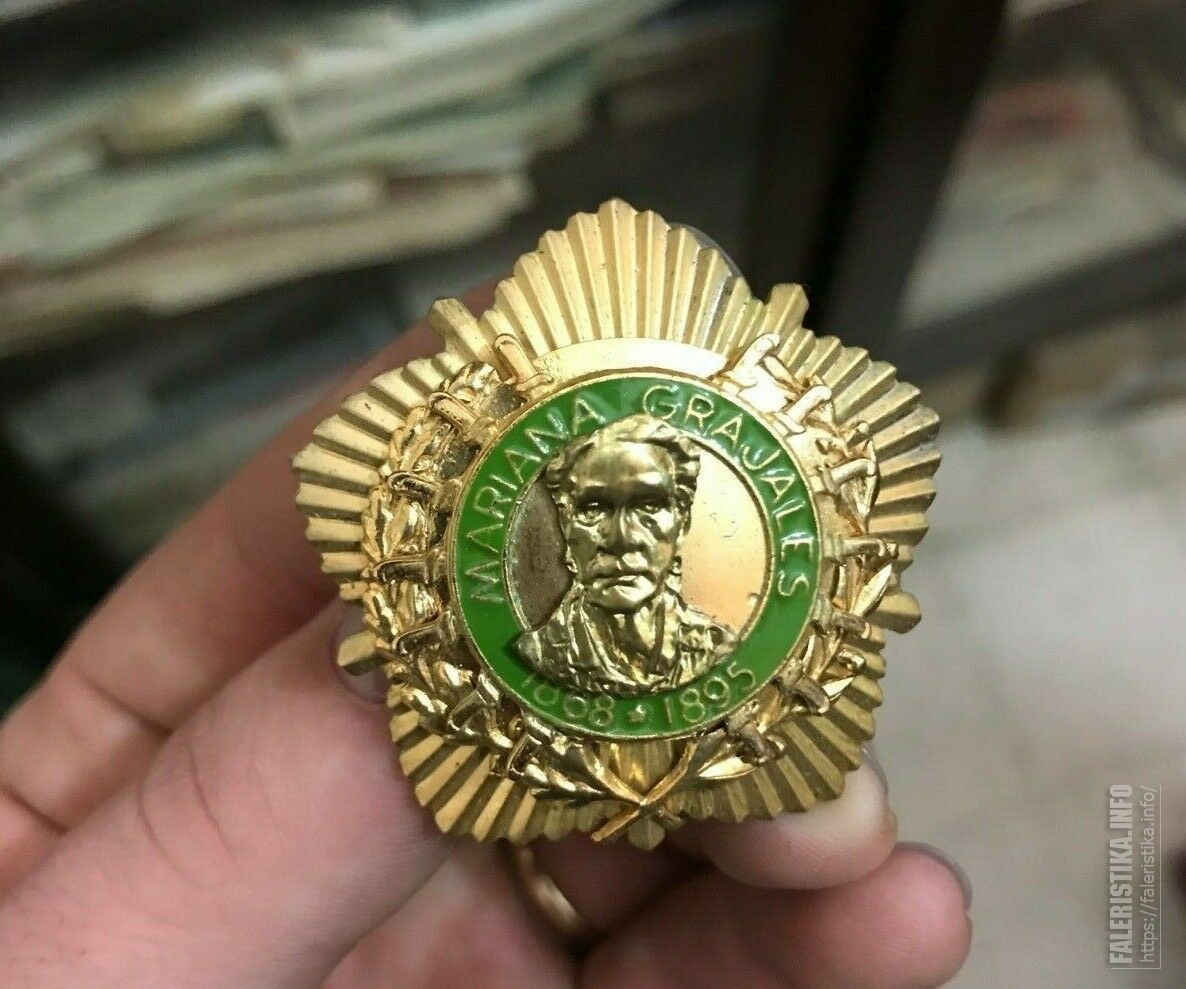 MARIANA GRAJALES
1868 ★ 1895
FALERISTIKA.INFO
https://faleristika.info/